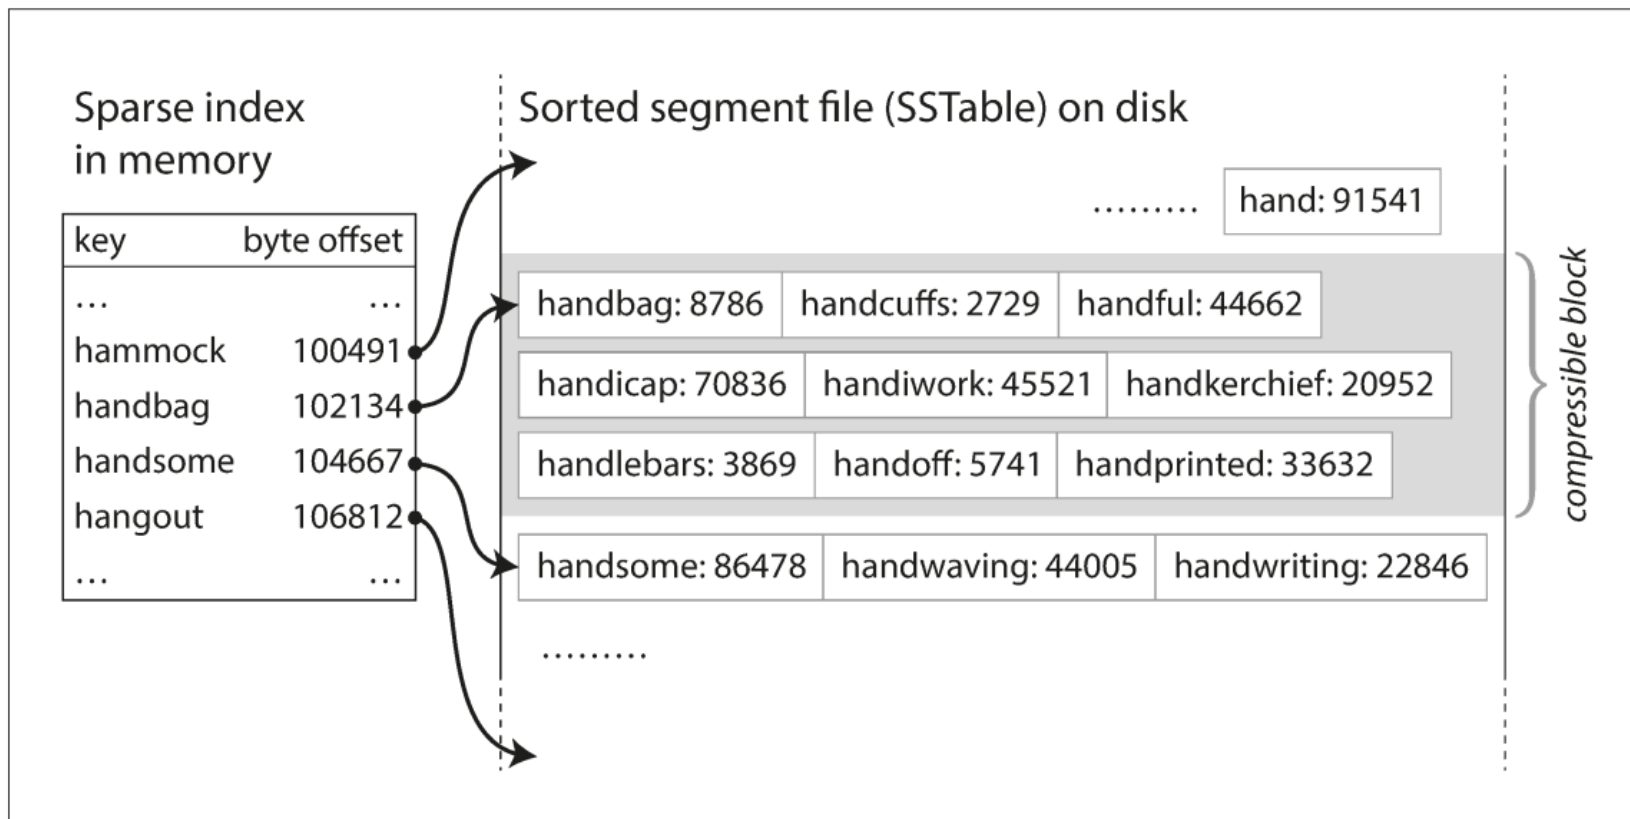 Sparse index
in memory
key byte offset
... ...
hammock 100491
handbag 102134
handsome 104667
hangout 106812
... ...
Sorted segment file (SSTable) on disk
......... hand: 91541
handbag: 8786 handcuffs: 2729 handful: 44662
handicap: 70836 handiwork: 45521 handkerchief: 20952
handlebars: 3869 handoff: 5741 handprinted: 33632
handsome: 86478 handwaving: 44005 handwriting: 22846
.........
compressible block